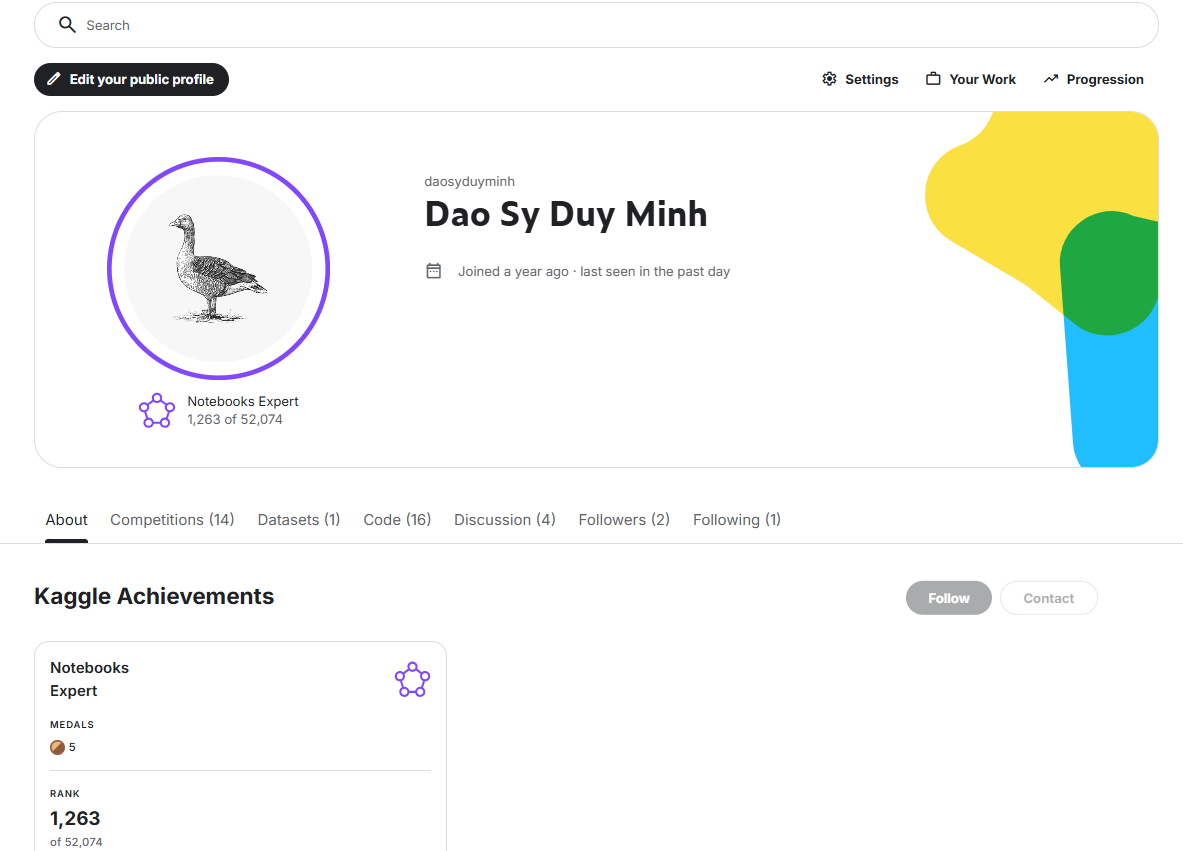 Search
Edit your public profile
Settings
Your Work
Progression
daosyduyminh
Dao Sy Duy Minh
Joined a year ago · last seen in the past day
Notebooks Expert
1,263 of 52,074
About
Competitions (14)
Datasets (1)
Code (16)
Discussion (4)
Followers (2)
Following (1)
Kaggle Achievements
Follow
Contact
Notebooks
Expert
MEDALS
5
RANK
1,263
of 52,074